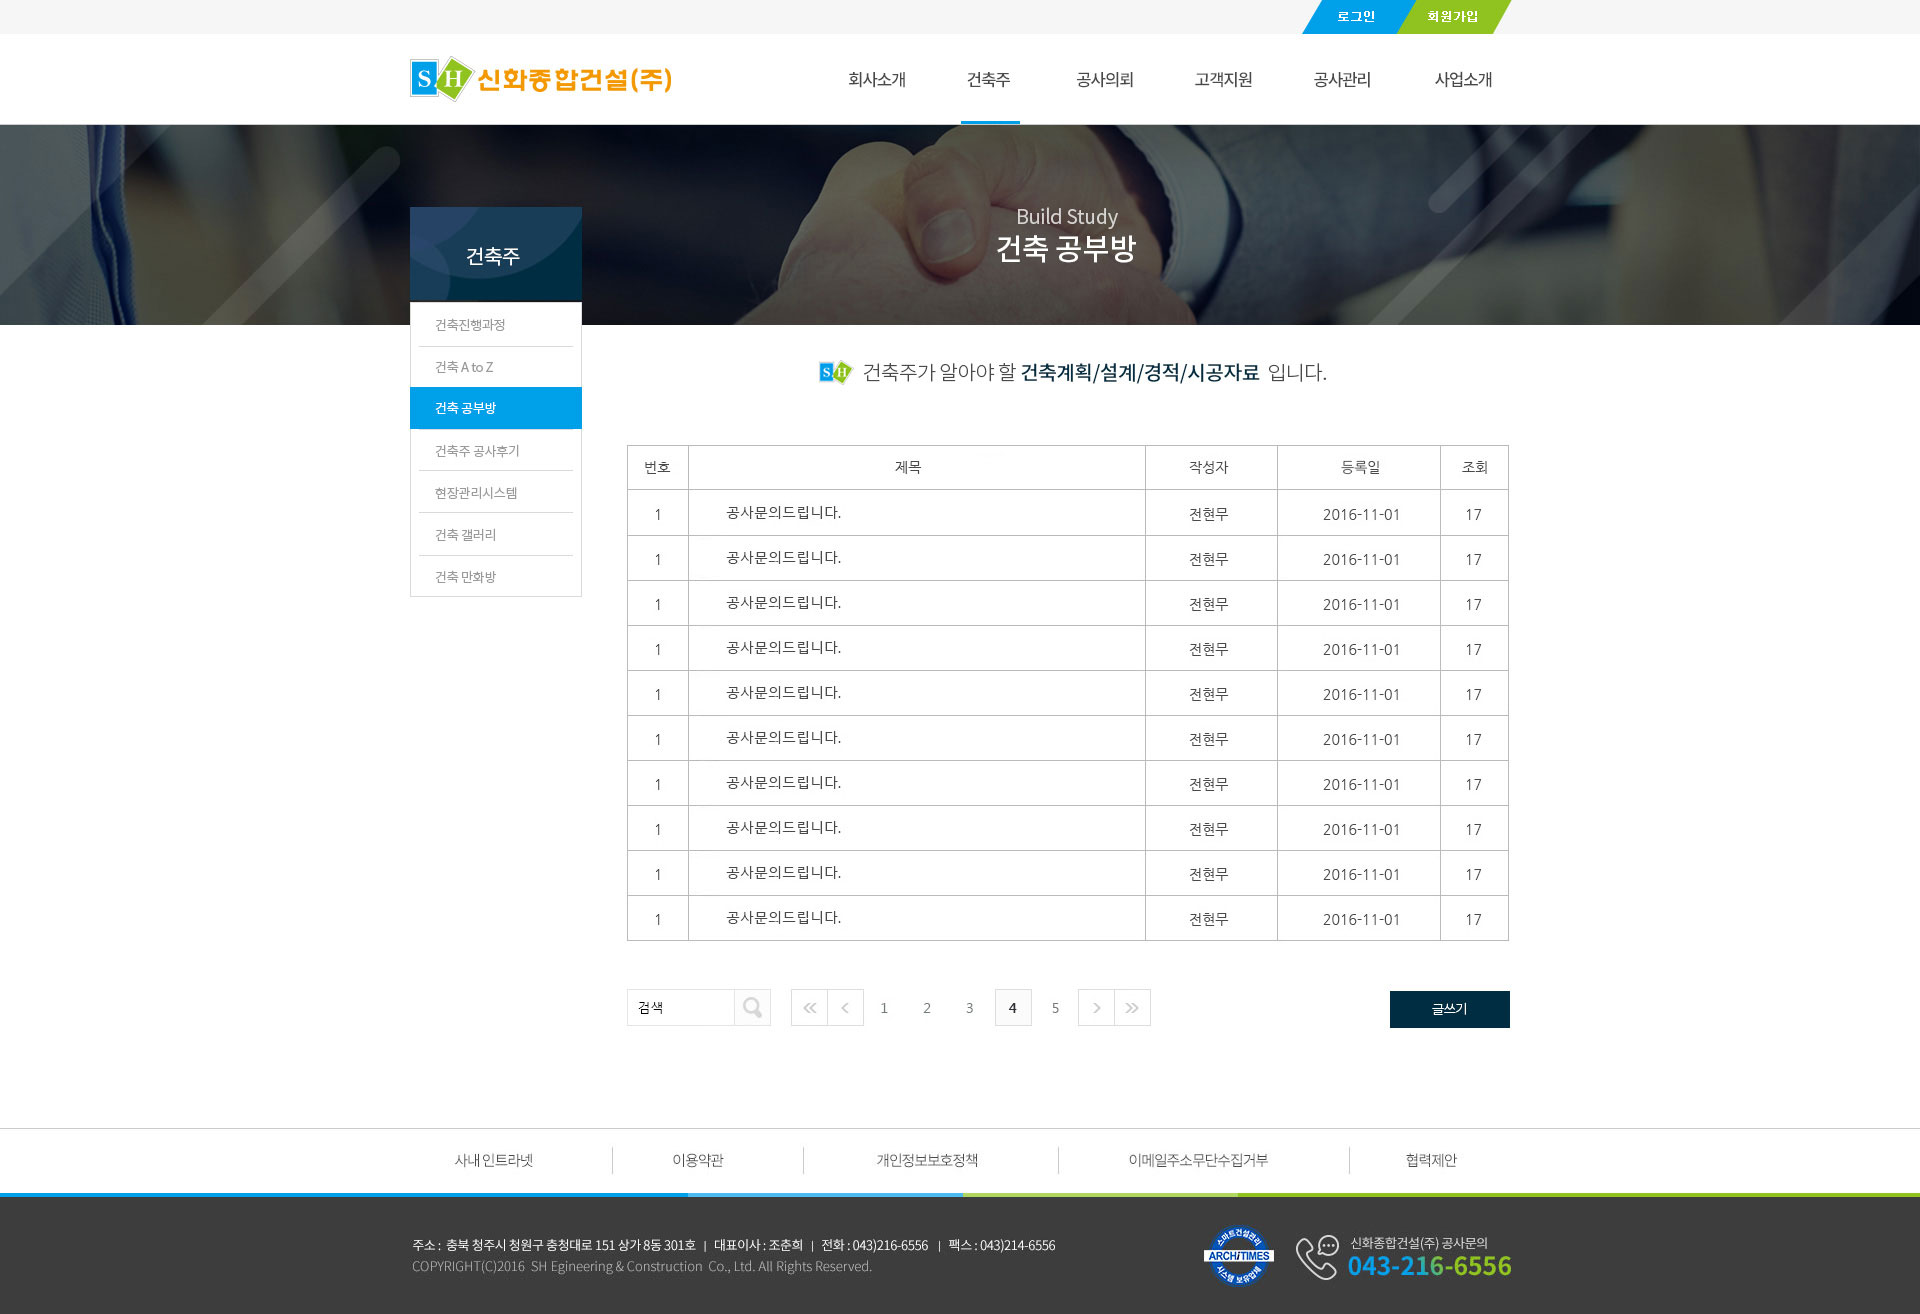 로그인 회원가입
SH 신화종합건설(주)
회사소개 건축주 공사의뢰 고객지원 공사관리 사업소개
Build Study
건축 공부방
건축주
건축진행과정
건축 A to Z
건축 공부방
건축주 공사후기
현장관리시스템
건축 갤러리
건축 만화방
SH 건축주가 알아야 할 건축계획/설계/경적/시공자료 입니다.
번호 제목 작성자 등록일 조회
1 공사문의드립니다. 전현무 2016-11-01 17
1 공사문의드립니다. 전현무 2016-11-01 17
1 공사문의드립니다. 전현무 2016-11-01 17
1 공사문의드립니다. 전현무 2016-11-01 17
1 공사문의드립니다. 전현무 2016-11-01 17
1 공사문의드립니다. 전현무 2016-11-01 17
1 공사문의드립니다. 전현무 2016-11-01 17
1 공사문의드립니다. 전현무 2016-11-01 17
1 공사문의드립니다. 전현무 2016-11-01 17
1 공사문의드립니다. 전현무 2016-11-01 17
검색 1 2 3 4 5 글쓰기
사내 인트라넷 이용약관 개인정보보호정책 이메일주소무단수집거부 협력제안
주소 : 충북 청주시 청원구 충청대로 151 상가 8동 301호 | 대표이사 : 조춘희 | 전화 : 043)216-6556 | 팩스 : 043)214-6556
COPYRIGHT(C)2016 SH Egineering & Construction Co., Ltd. All Rights Reserved.
스마트건설관리
ARCHITIMES
시스템 보유업체
신화종합건설(주) 공사문의
043-216-6556